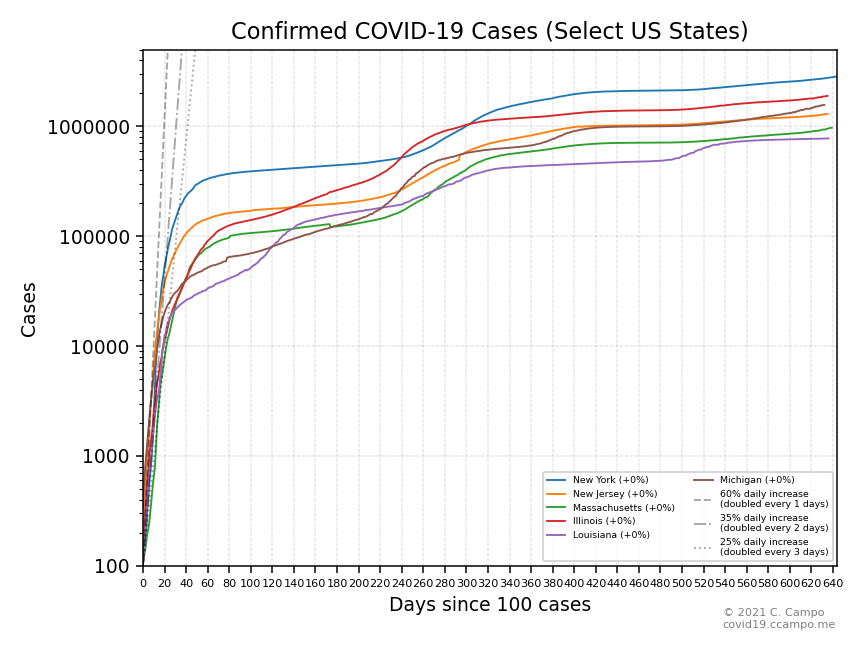 Confirmed COVID-19 Cases (Select US States)
1000000
100000
10000
1000
100
Cases
New York (+0%)
New Jersey (+0%)
Massachusetts (+0%)
Illinois (+0%)
Louisiana (+0%)
Michigan (+0%)
60% daily increase
(doubled every 1 days)
35% daily increase
(doubled every 2 days)
25% daily increase
(doubled every 3 days)
0 20 40 60 80 100 120 140 160 180 200 220 240 260 280 300 320 340 360 380 400 420 440 460 480 500 520 540 560 580 600 620 640
Days since 100 cases
© 2021 C. Campo
covid19.ccampo.me